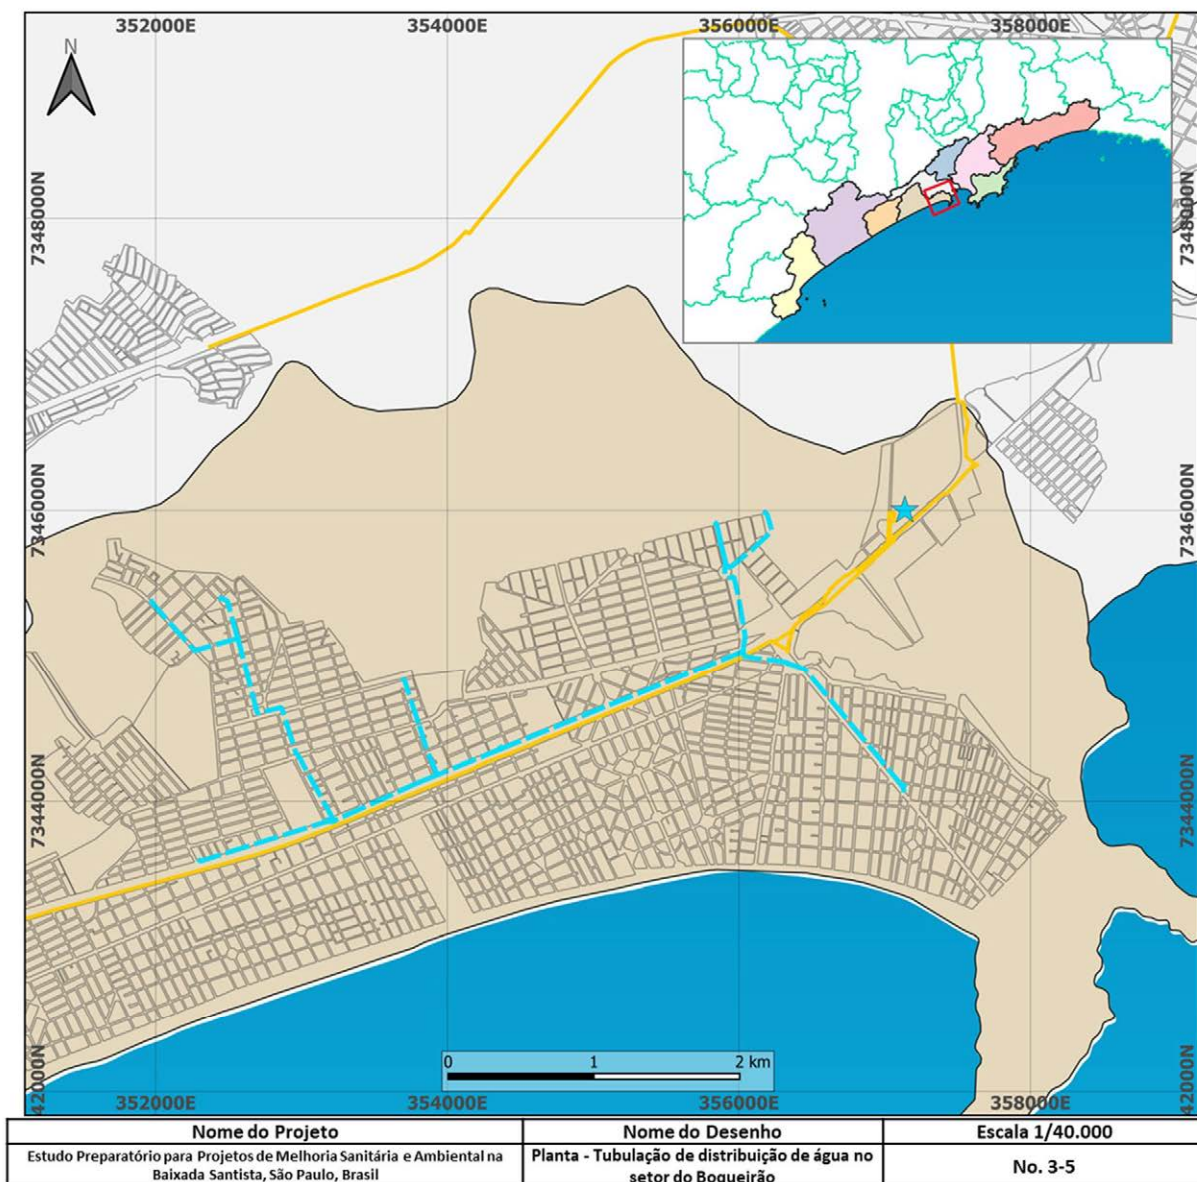 352000E 354000E 356000E 358000E
N
7348000N 7348000N
7346000N 7346000N
7344000N 7344000N
42000N 42000N
0 1 2 km
352000E 354000E 356000E 358000E
Nome do Projeto Nome do Desenho Escala 1/40.000
Estudo Preparatório para Projetos de Melhoria Sanitária e Ambiental na
Baixada Santista, São Paulo, Brasil
Planta - Tubulação de distribuição de água no
setor do Boqueirão
No. 3-5